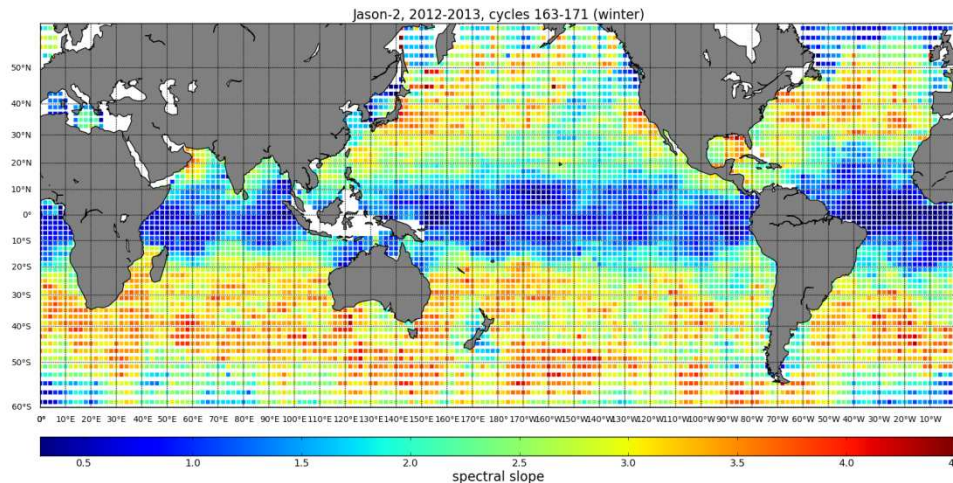 Jason-2, 2012-2013, cycles 163-171 (winter)
50°N
40°N
30°N
20°N
10°N
0°
10°S
20°S
30°S
40°S
50°S
60°S
0° 10°E 20°E 30°E 40°E 50°E 60°E 70°E 80°E 90°E 100°E 110°E 120°E 130°E 140°E 150°E 160°E 170°E 170°W 160°W 150°W 140°W 130°W 120°W 110°W 100°W 90°W 80°W 70°W 60°W 50°W 40°W 30°W 20°W 10°W
0.5 1.0 1.5 2.0 2.5 3.0 3.5 4.0 4
spectral slope